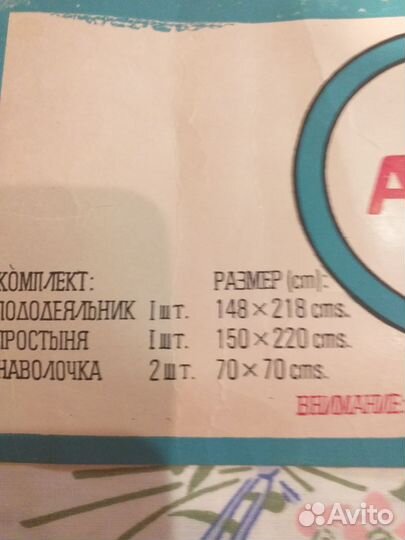 А
КОМПЛЕКТ: РАЗМЕР (cm):
ПОДОДЕЯЛЬНИК 1 шт. 148 × 218 cms.
ПРОСТЫНЯ 1 шт. 150 × 220 cms.
НАВОЛОЧКА 2 шт. 70 × 70 cms.
ВНИМАНИЕ:
Avito